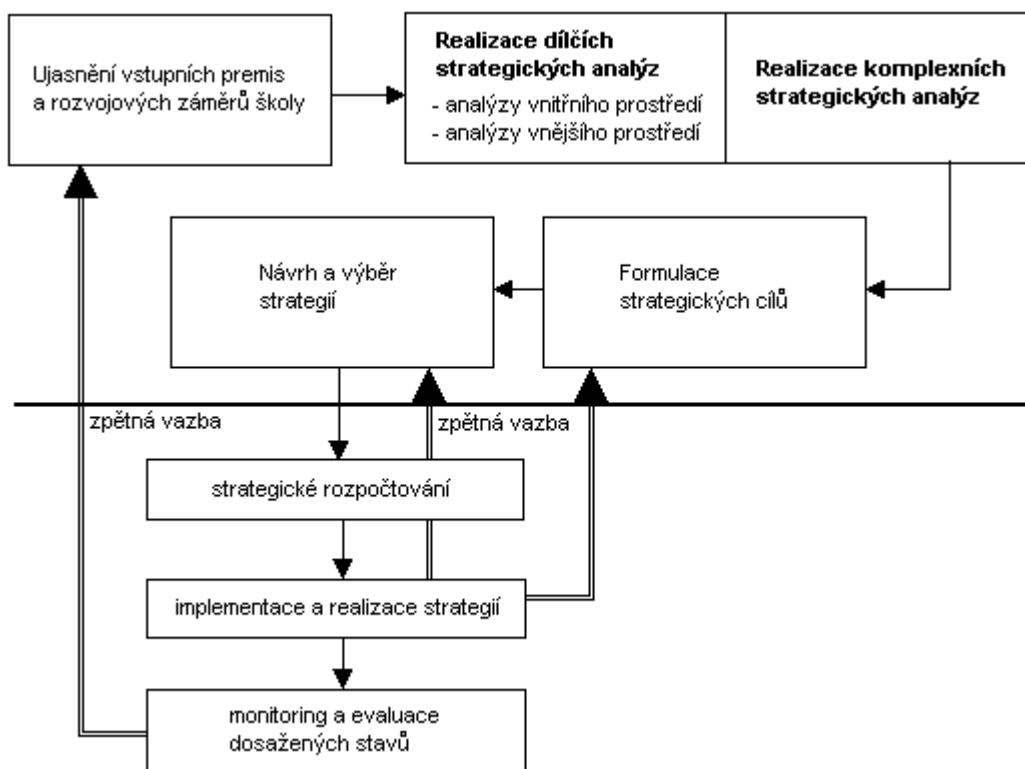 Ujasnění vstupních premis
a rozvojových záměrů školy
Realizace dílčích
strategických analýz
- analýzy vnitřního prostředí
- analýzy vnějšího prostředí
Realizace komplexních
strategických analýz
Návrh a výběr
strategií
Formulace
strategických cílů
zpětná vazba
zpětná vazba
strategické rozpočtování
implementace a realizace strategií
monitoring a evaluace
dosažených stavů